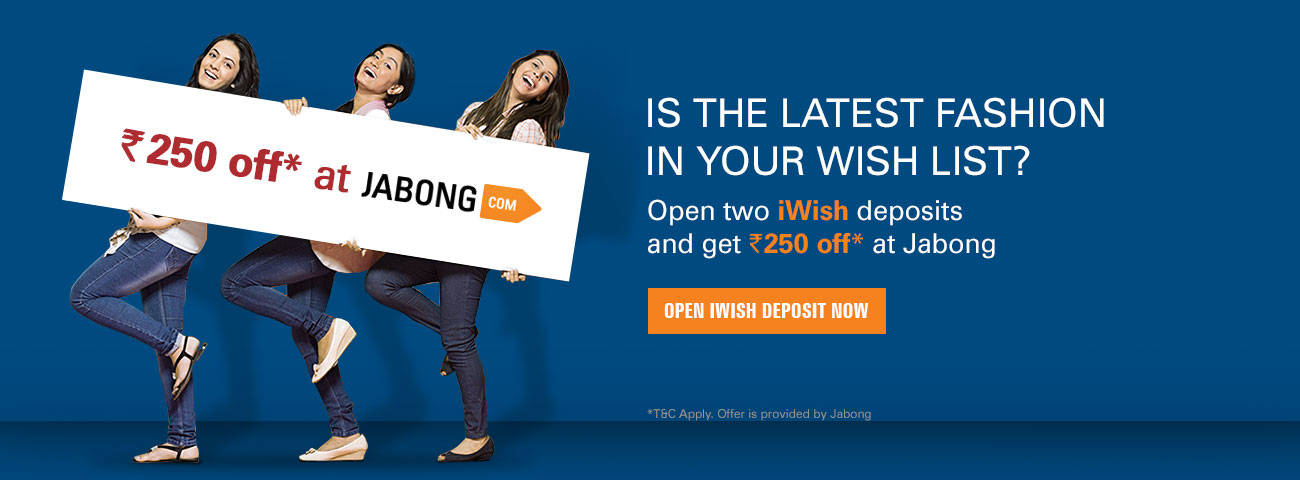 ₹250 off* at JABONG COM
IS THE LATEST FASHION
IN YOUR WISH LIST?
Open two iWish deposits
and get ₹250 off* at Jabong
OPEN IWISH DEPOSIT NOW
*T&C Apply. Offer is provided by Jabong